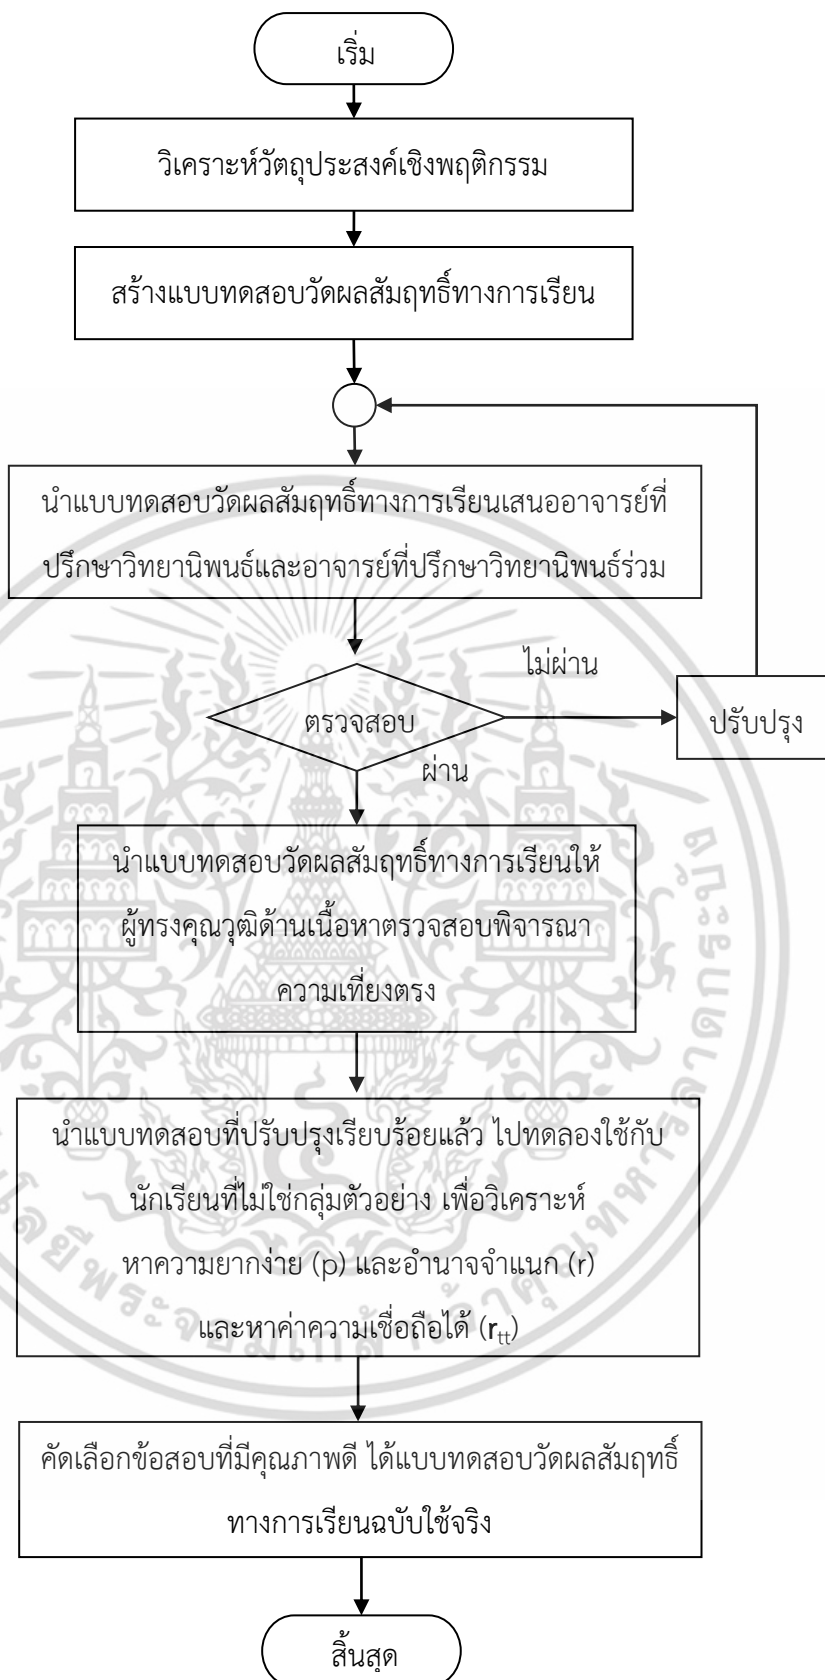 เริ่ม
วิเคราะห์วัตถุประสงค์เชิงพฤติกรรม
สร้างแบบทดสอบวัดผลสัมฤทธิ์ทางการเรียน
นำแบบทดสอบวัดผลสัมฤทธิ์ทางการเรียนเสนออาจารย์ที่
ปรึกษาวิทยานิพนธ์และอาจารย์ที่ปรึกษาวิทยานิพนธ์ร่วม
ไม่ผ่าน
ตรวจสอบ
ปรับปรุง
ผ่าน
นำแบบทดสอบวัดผลสัมฤทธิ์ทางการเรียนให้
ผู้ทรงคุณวุฒิด้านเนื้อหาตรวจสอบพิจารณา
ความเที่ยงตรง
นำแบบทดสอบที่ปรับปรุงเรียบร้อยแล้ว ไปทดลองใช้กับ
นักเรียนที่ไม่ใช่กลุ่มตัวอย่าง เพื่อวิเคราะห์
หาความยากง่าย (p) และอำนาจจำแนก (r)
และหาค่าความเชื่อถือได้ (r_tt)
คัดเลือกข้อสอบที่มีคุณภาพดี ได้แบบทดสอบวัดผลสัมฤทธิ์
ทางการเรียนฉบับใช้จริง
สิ้นสุด